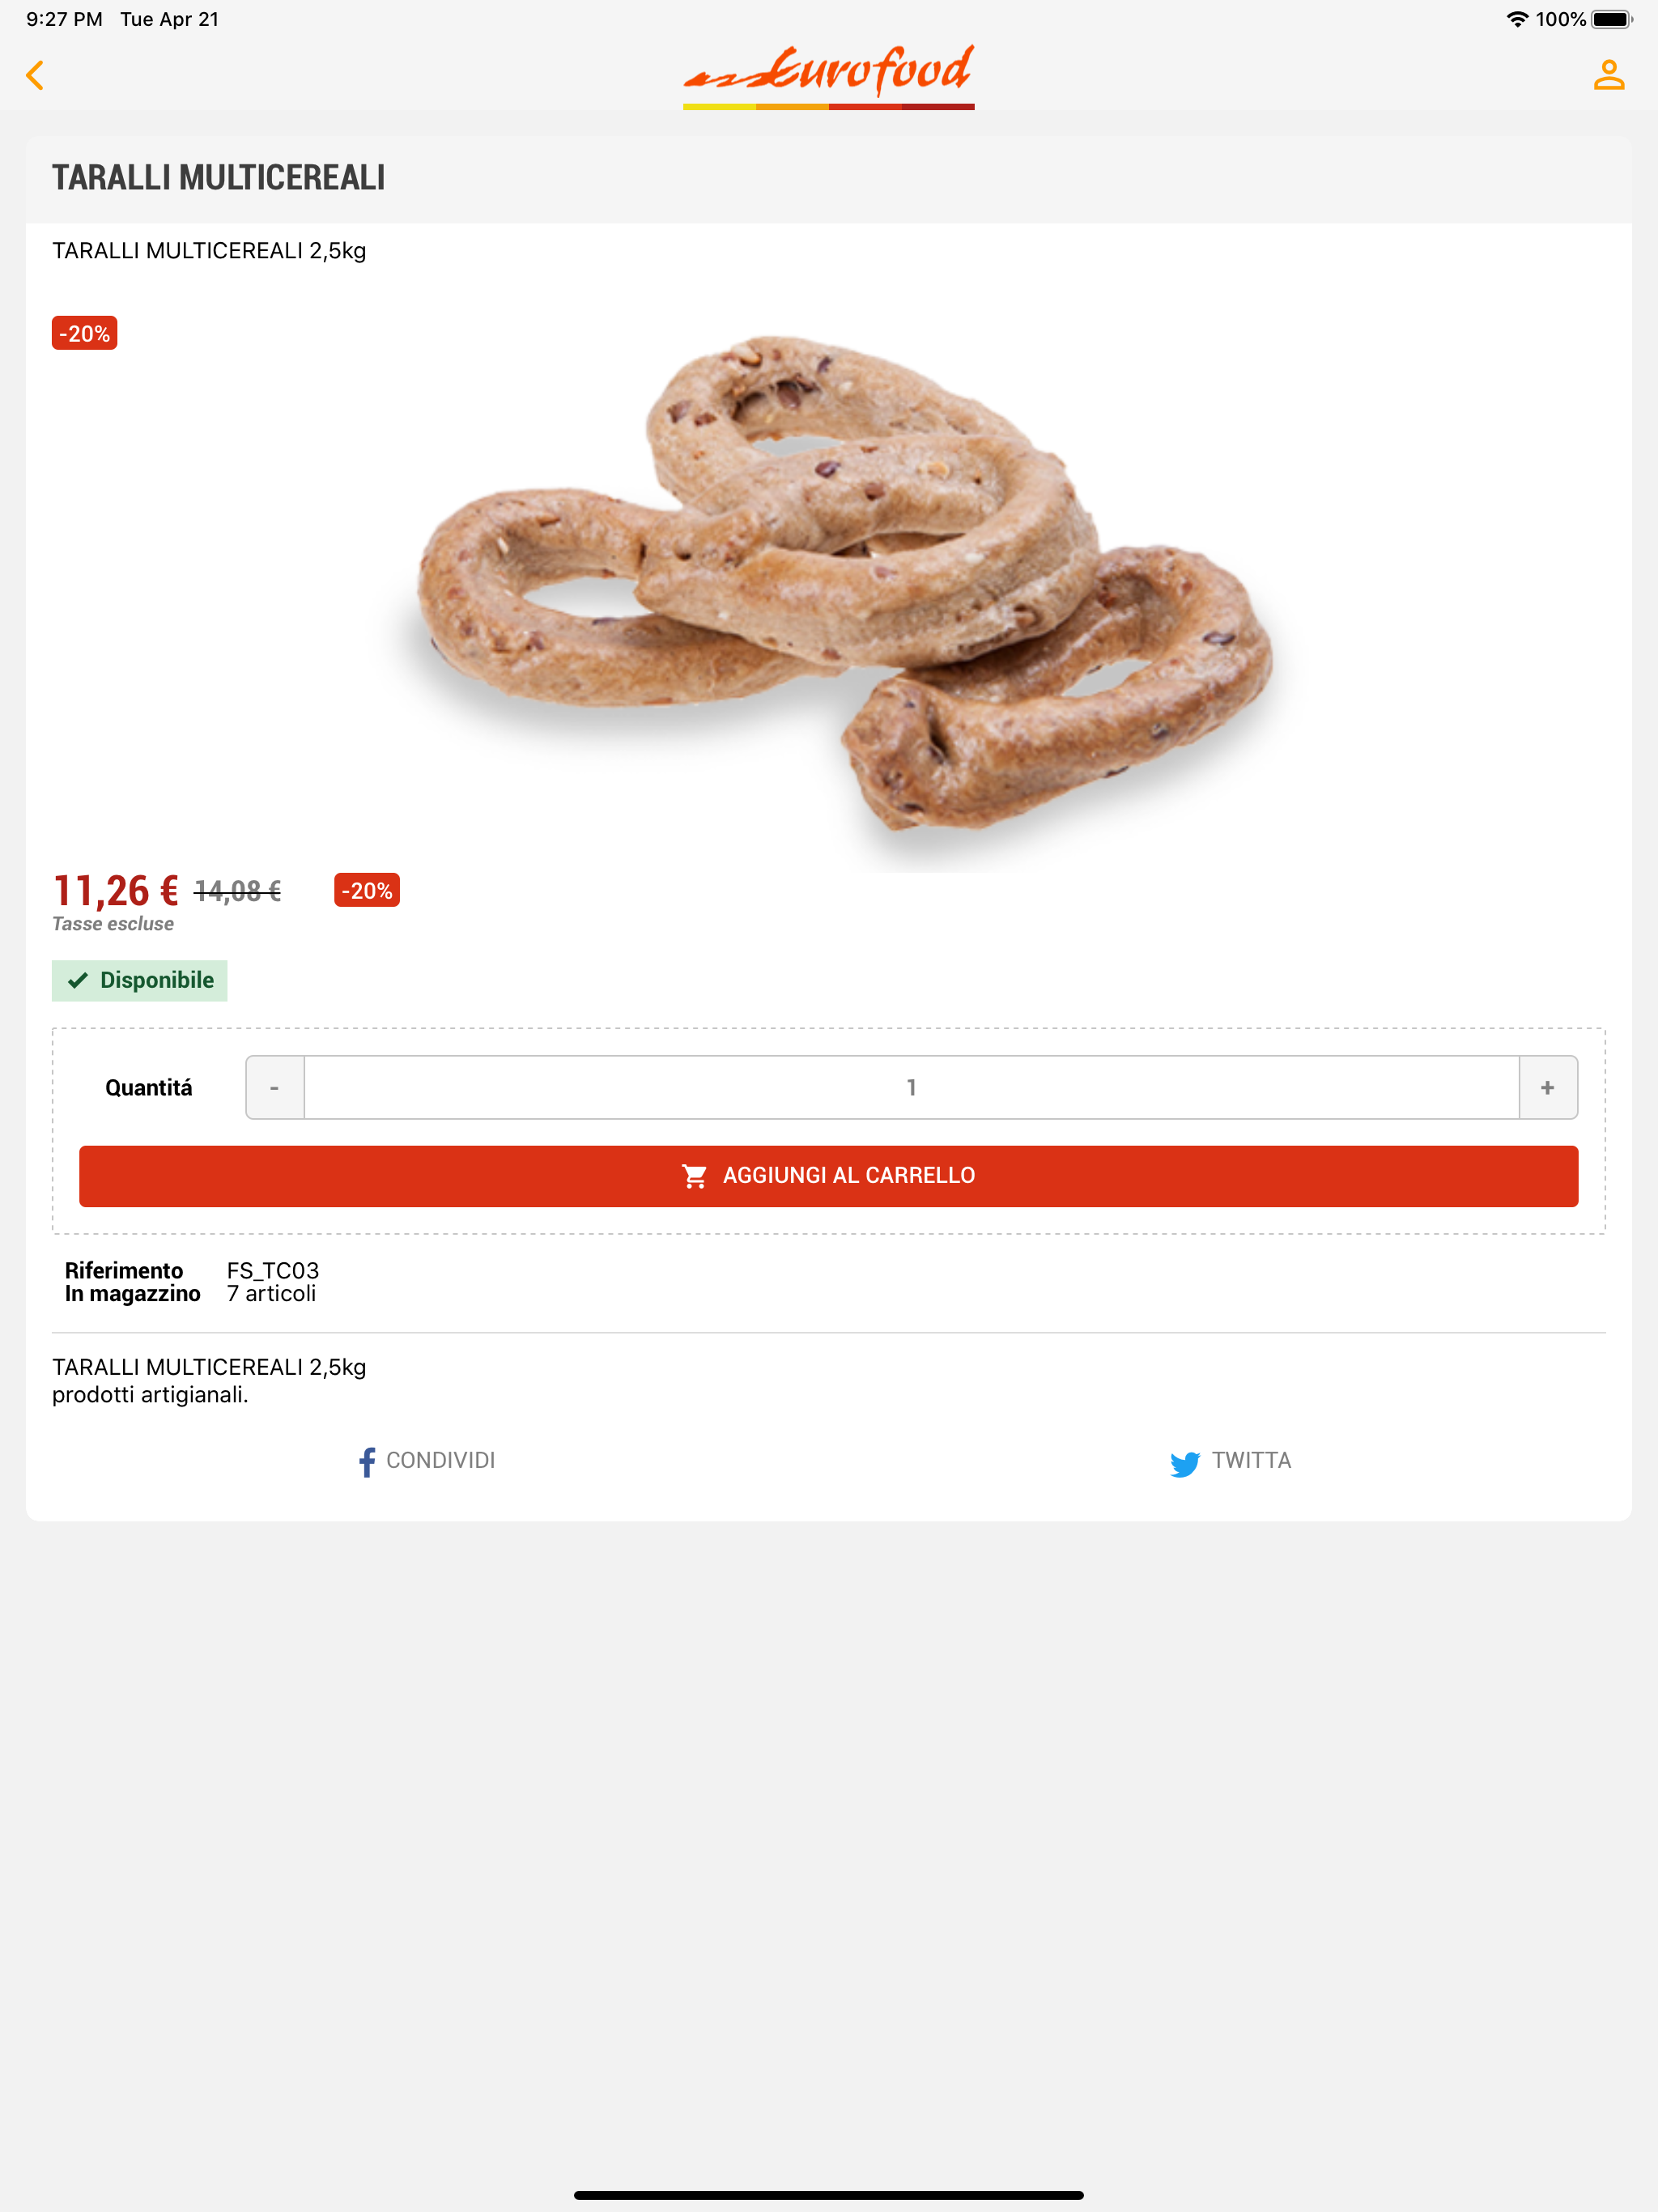 9:27 PM Tue Apr 21 100%
Eurofood
TARALLI MULTICEREALI
TARALLI MULTICEREALI 2,5kg
-20%
11,26 € 14,08 € -20%
Tasse escluse
Disponibile
Quantitá - 1 +
AGGIUNGI AL CARRELLO
Riferimento FS_TC03
In magazzino 7 articoli
TARALLI MULTICEREALI 2,5kg
prodotti artigianali.
CONDIVIDI TWITTA